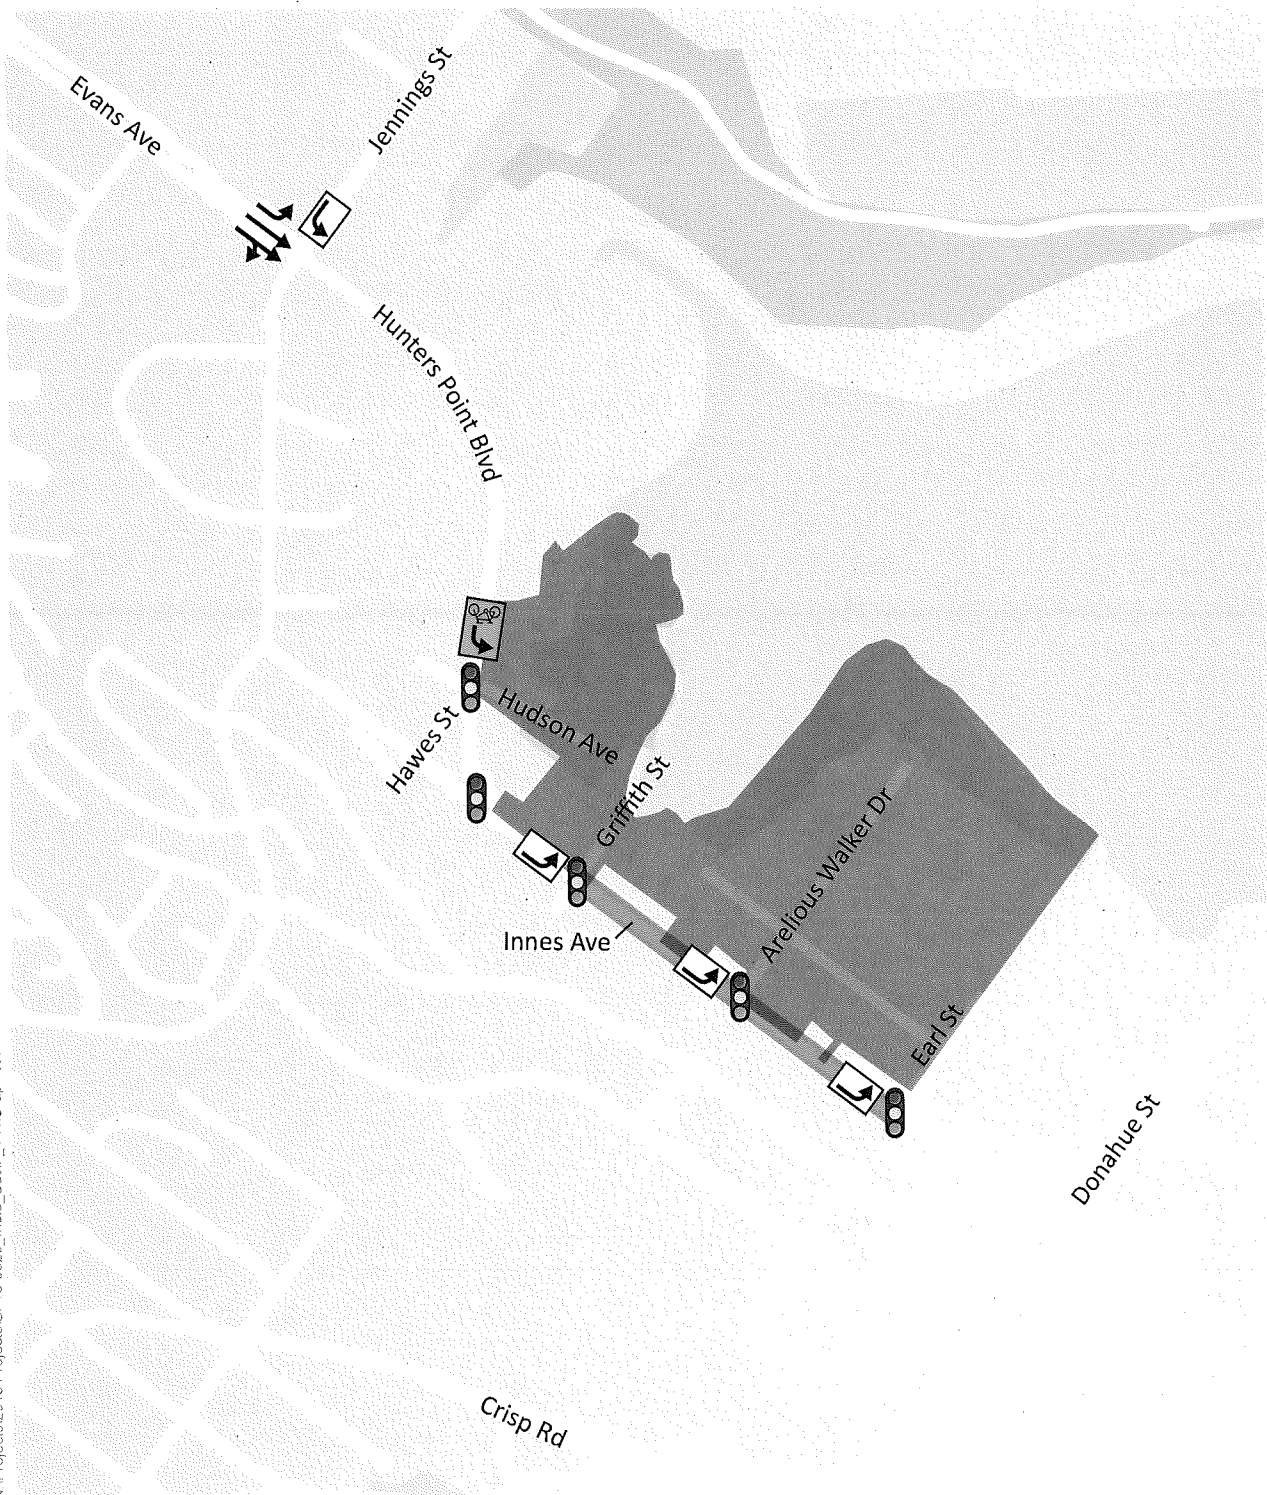 Evans Ave
Jennings St
Hunters Point Blvd
Hudson Ave
Hawes St
Griffith St
Arelious Walker Dr
Innes Ave
Earl St
Donahue St
Crisp Rd